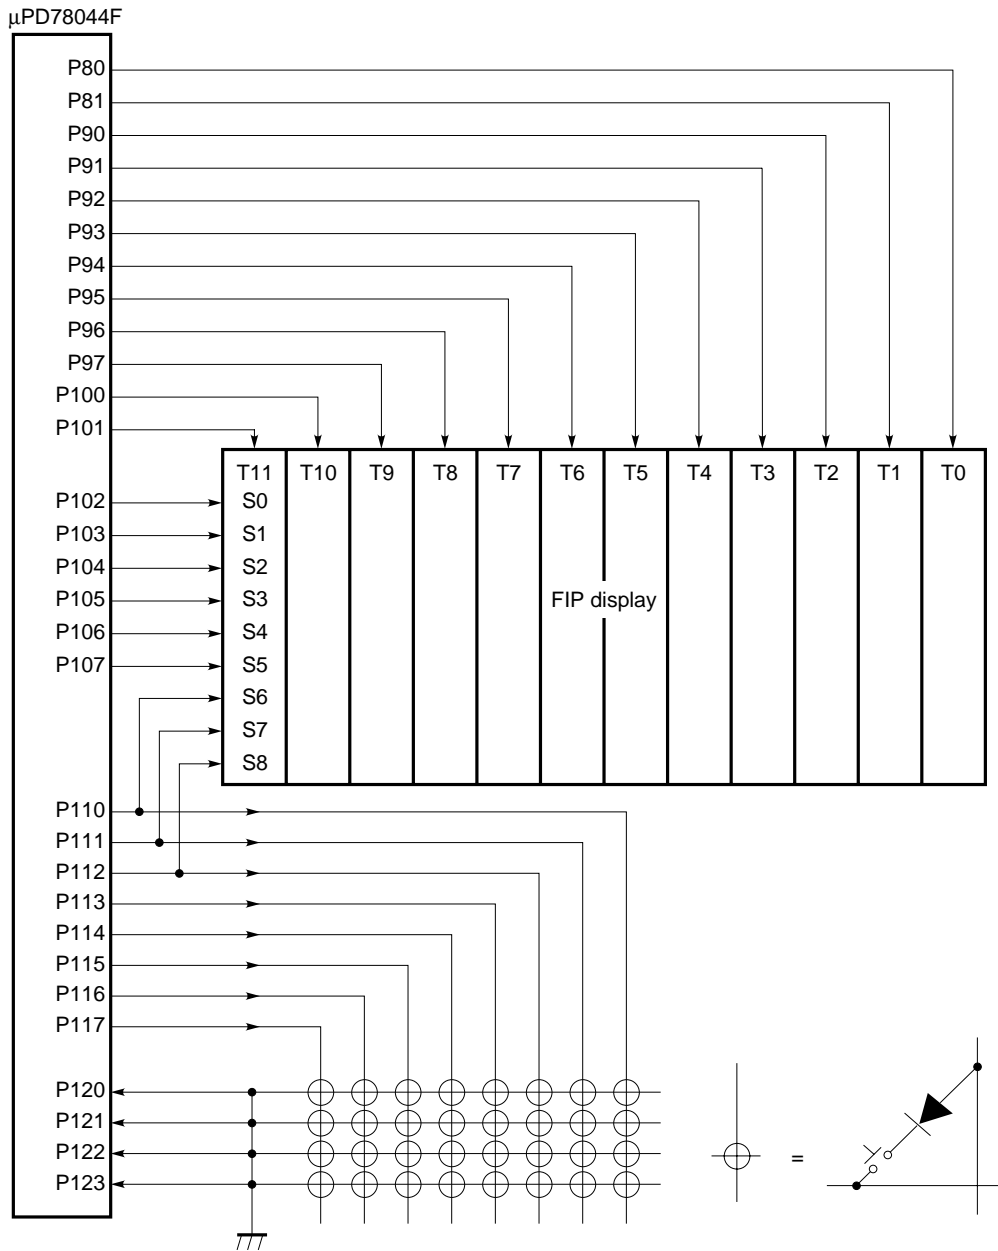 μPD78044F
P80
P81
P90
P91
P92
P93
P94
P95
P96
P97
P100
P101
T11 T10 T9 T8 T7 T6 T5 T4 T3 T2 T1 T0
P102 S0
P103 S1
P104 S2
P105 S3
FIP display
P106 S4
P107 S5
S6
S7
S8
P110
P111
P112
P113
P114
P115
P116
P117
P120
P121
P122
P123
=